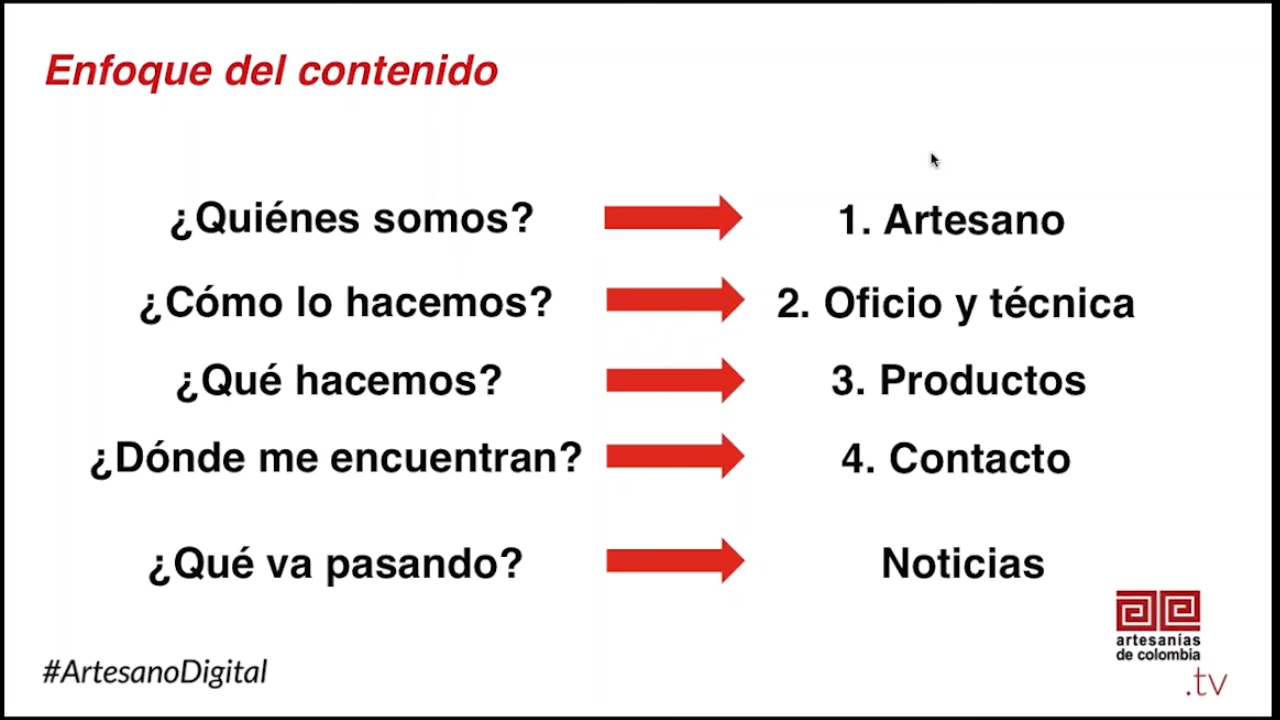 Enfoque del contenido
¿Quiénes somos? 1. Artesano
¿Cómo lo hacemos? 2. Oficio y técnica
¿Qué hacemos? 3. Productos
¿Dónde me encuentran? 4. Contacto
¿Qué va pasando? Noticias
#ArtesanoDigital
artesanías
de colombia
.tv